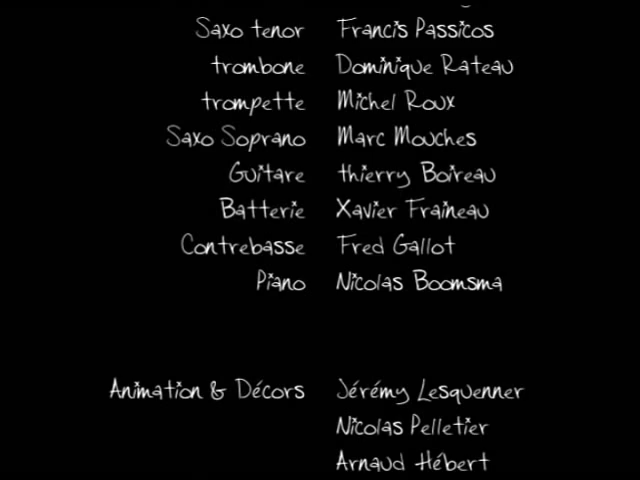 Saxo tenor Francis Passicos
trombone Dominique Rateau
trompette Michel Roux
Saxo Soprano Marc Mouches
Guitare thierry Boireau
Batterie Xavier Fraineau
Contrebasse Fred Gallot
Piano Nicolas Boomsma
Animation & Décors Jérémy Lesquenner
Nicolas Pelletier
Arnaud Hébert